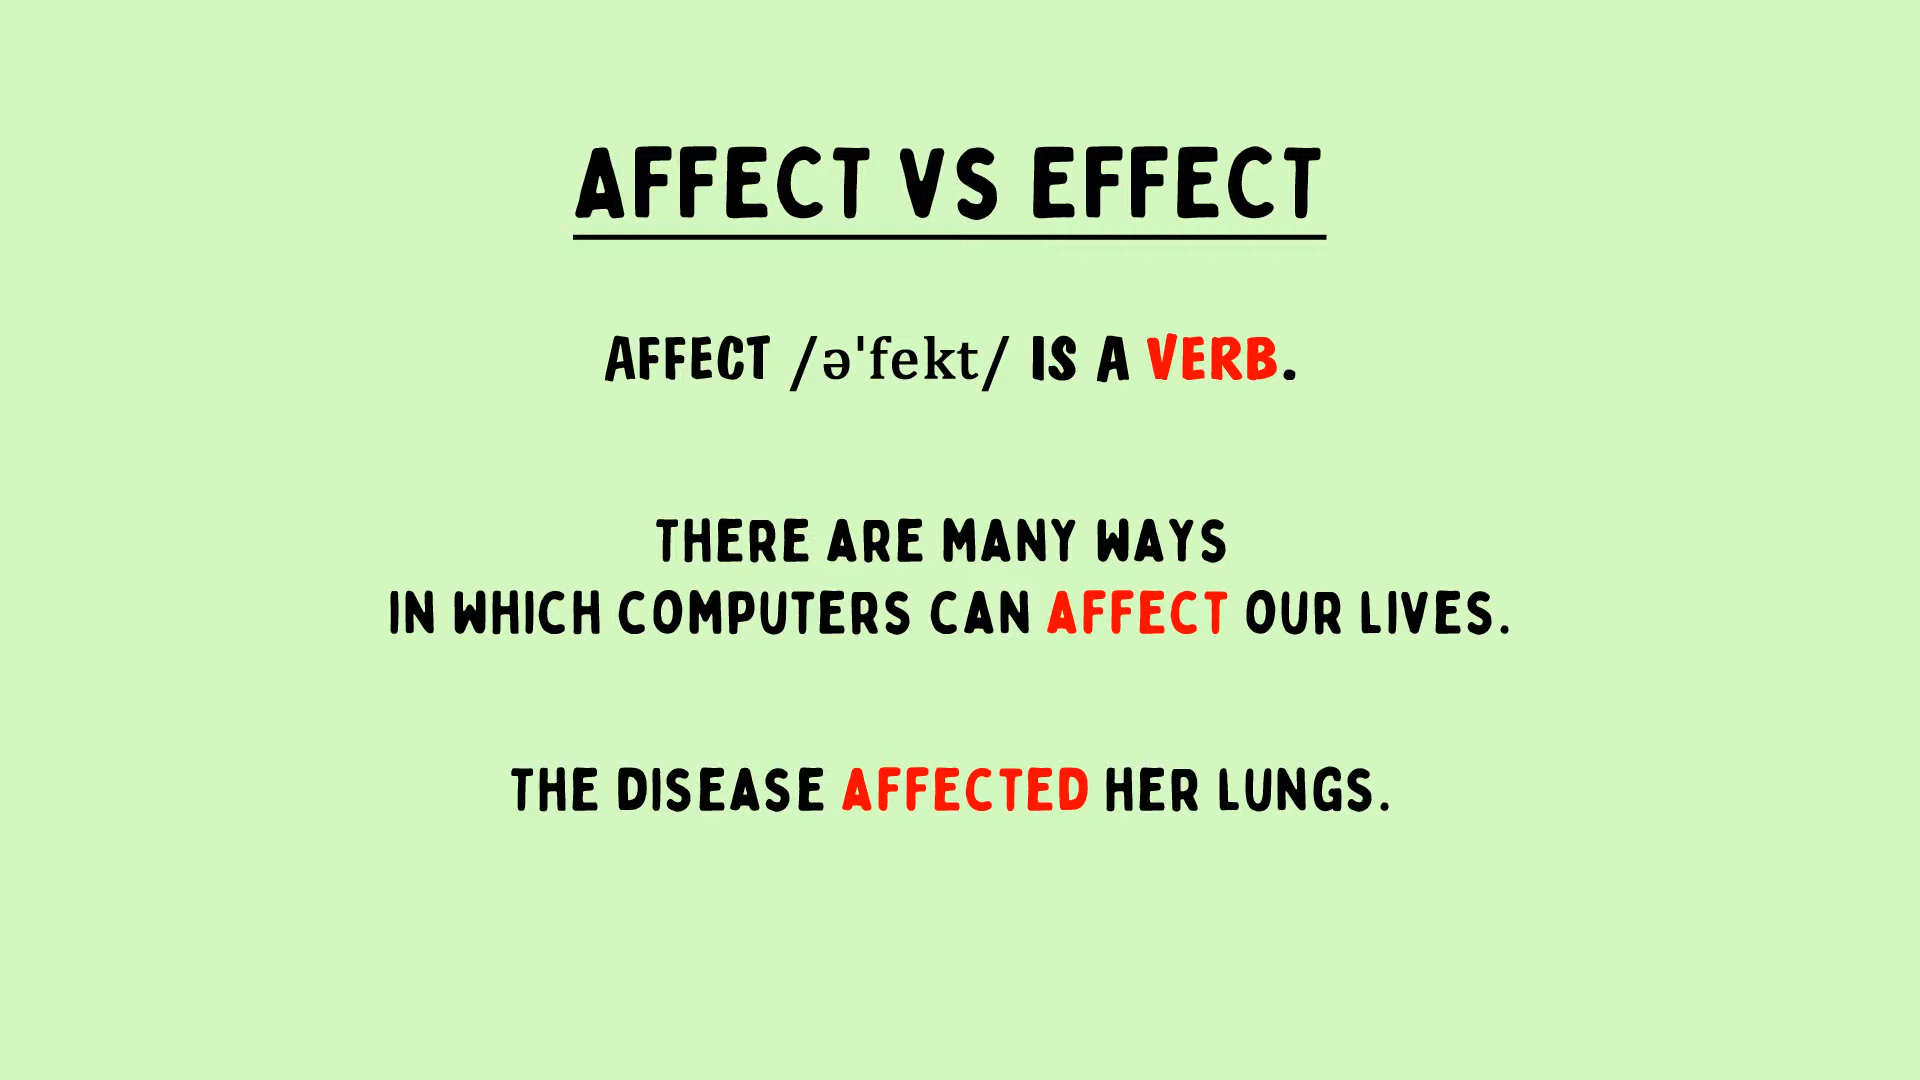 AFFECT VS EFFECT
AFFECT /ə'fekt/ IS A VERB.
THERE ARE MANY WAYS
IN WHICH COMPUTERS CAN AFFECT OUR LIVES.
THE DISEASE AFFECTED HER LUNGS.